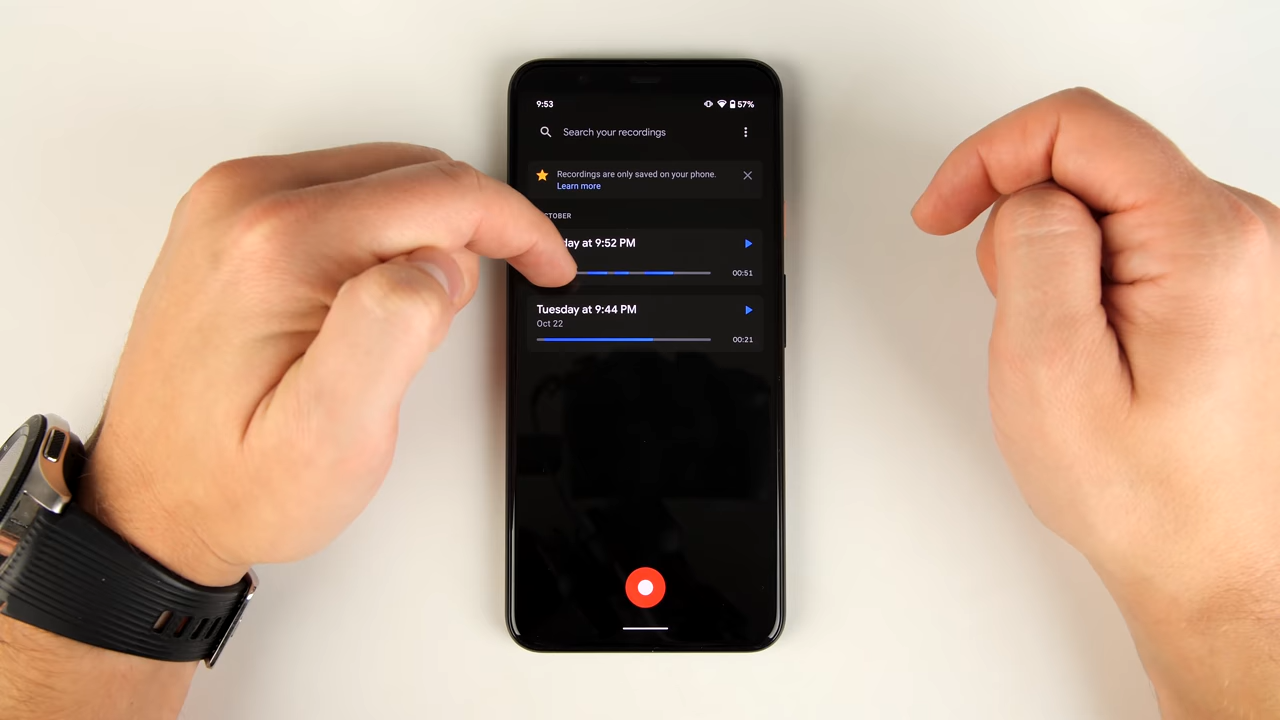 9:53
57%
Search your recordings
Recordings are only saved on your phone.
Learn more
at 9:52 PM
00:51
Tuesday at 9:44 PM
Oct 22
00:21